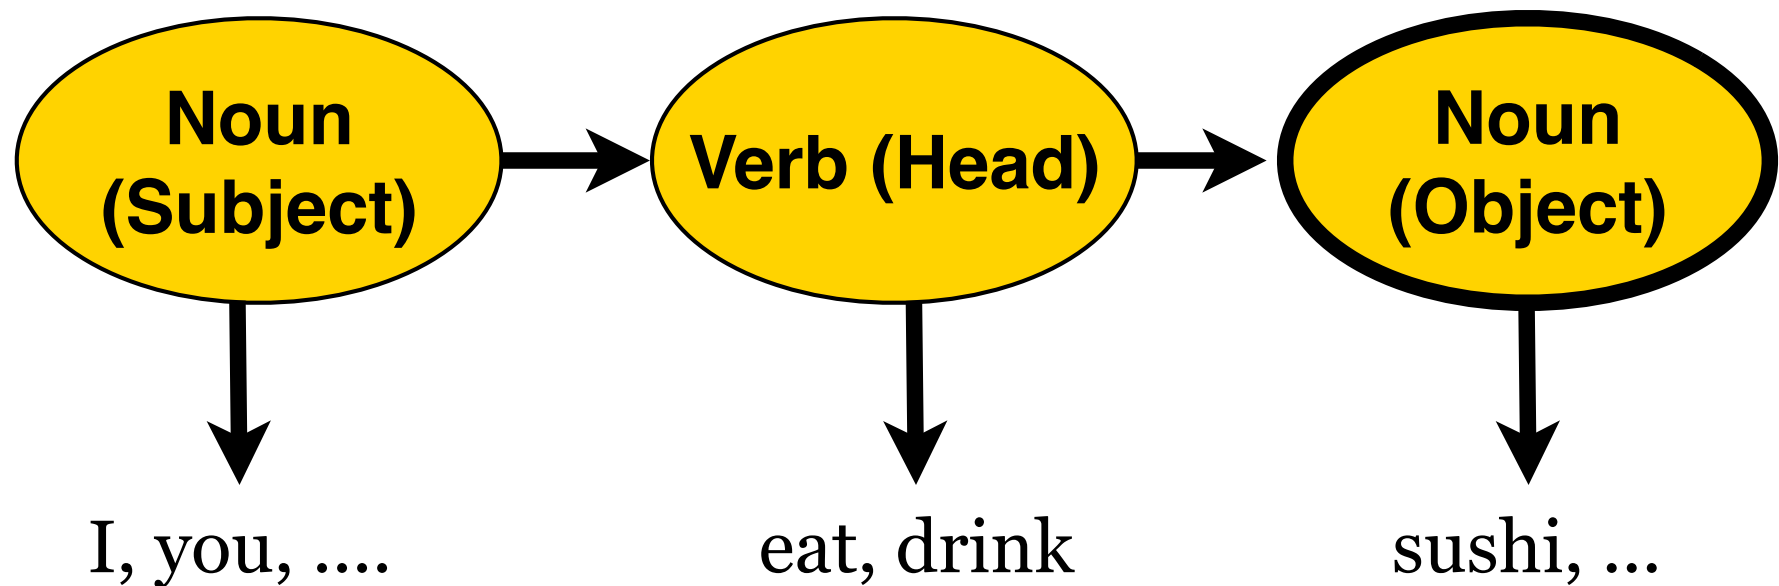 Noun
(Subject)
Verb (Head)
Noun
(Object)
I, you, ....
eat, drink
sushi, ...